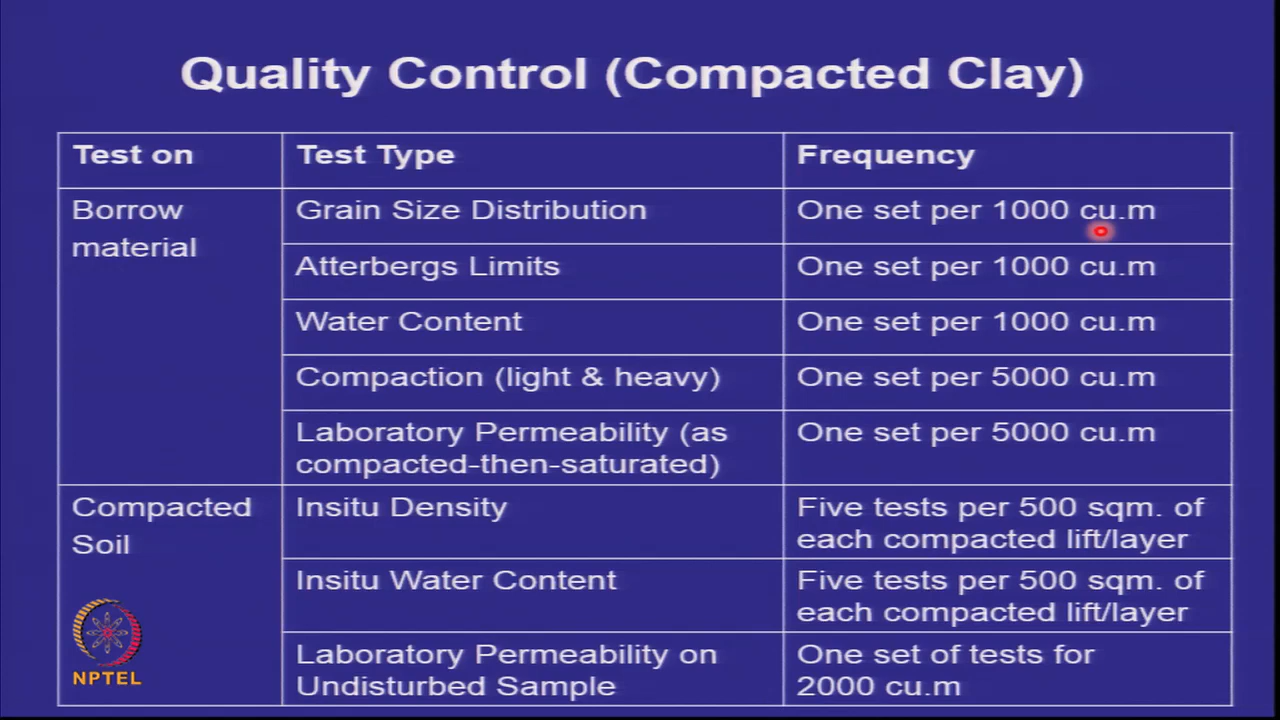 Quality Control (Compacted Clay)
Test on Test Type Frequency
Borrow
material
Grain Size Distribution One set per 1000 cu.m
Atterbergs Limits One set per 1000 cu.m
Water Content One set per 1000 cu.m
Compaction (light & heavy) One set per 5000 cu.m
Laboratory Permeability (as
compacted-then-saturated)
One set per 5000 cu.m
Compacted
Soil
Insitu Density
Five tests per 500 sqm. of
each compacted lift/layer
Insitu Water Content
Five tests per 500 sqm. of
each compacted lift/layer
Laboratory Permeability on
Undisturbed Sample
One set of tests for
2000 cu.m
NPTEL